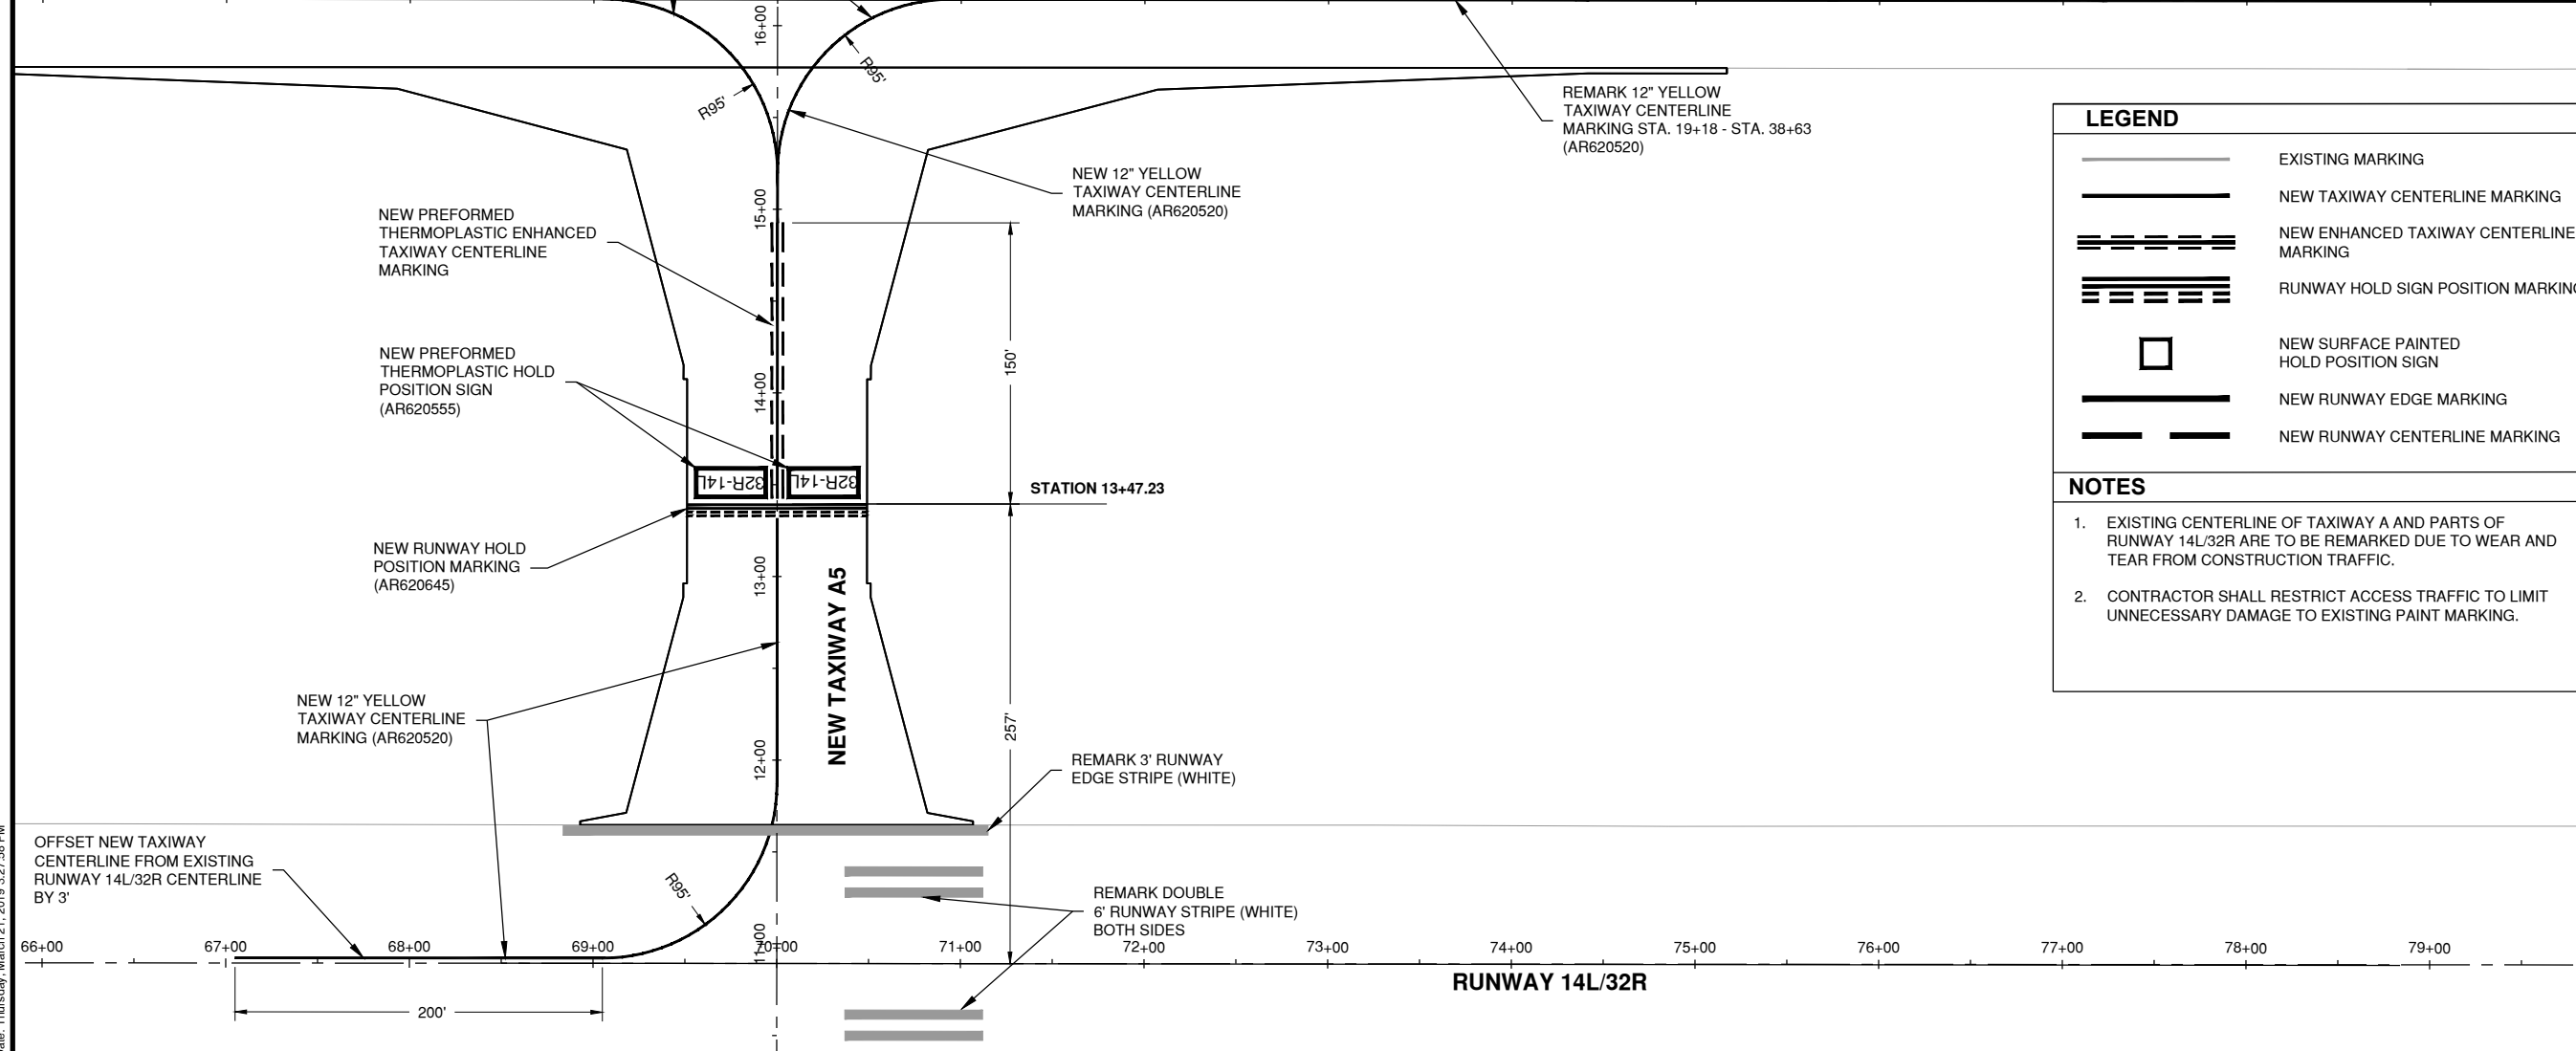 16+00
R95'
R95'
REMARK 12" YELLOW
TAXIWAY CENTERLINE
MARKING STA. 19+18 - STA. 38+63
(AR620520)
NEW 12" YELLOW
TAXIWAY CENTERLINE
MARKING (AR620520)
15+00
NEW PREFORMED
THERMOPLASTIC ENHANCED
TAXIWAY CENTERLINE
MARKING
150'
NEW PREFORMED
THERMOPLASTIC HOLD
POSITION SIGN
(AR620555)
14+00
32R-14L
32R-14L
STATION 13+47.23
NEW RUNWAY HOLD
POSITION MARKING
(AR620645)
13+00
NEW TAXIWAY A5
257'
NEW 12" YELLOW
TAXIWAY CENTERLINE
MARKING (AR620520)
12+00
REMARK 3' RUNWAY
EDGE STRIPE (WHITE)
OFFSET NEW TAXIWAY
CENTERLINE FROM EXISTING
RUNWAY 14L/32R CENTERLINE
BY 3'
R95'
REMARK DOUBLE
6' RUNWAY STRIPE (WHITE)
BOTH SIDES
11+00
66+00 67+00 68+00 69+00 70+00 71+00 72+00 73+00 74+00 75+00 76+00 77+00 78+00 79+00
RUNWAY 14L/32R
200'
LEGEND
EXISTING MARKING
NEW TAXIWAY CENTERLINE MARKING
NEW ENHANCED TAXIWAY CENTERLINE
MARKING
RUNWAY HOLD SIGN POSITION MARKING
NEW SURFACE PAINTED
HOLD POSITION SIGN
NEW RUNWAY EDGE MARKING
NEW RUNWAY CENTERLINE MARKING
NOTES
1. EXISTING CENTERLINE OF TAXIWAY A AND PARTS OF
RUNWAY 14L/32R ARE TO BE REMARKED DUE TO WEAR AND
TEAR FROM CONSTRUCTION TRAFFIC.
2. CONTRACTOR SHALL RESTRICT ACCESS TRAFFIC TO LIMIT
UNNECESSARY DAMAGE TO EXISTING PAINT MARKING.